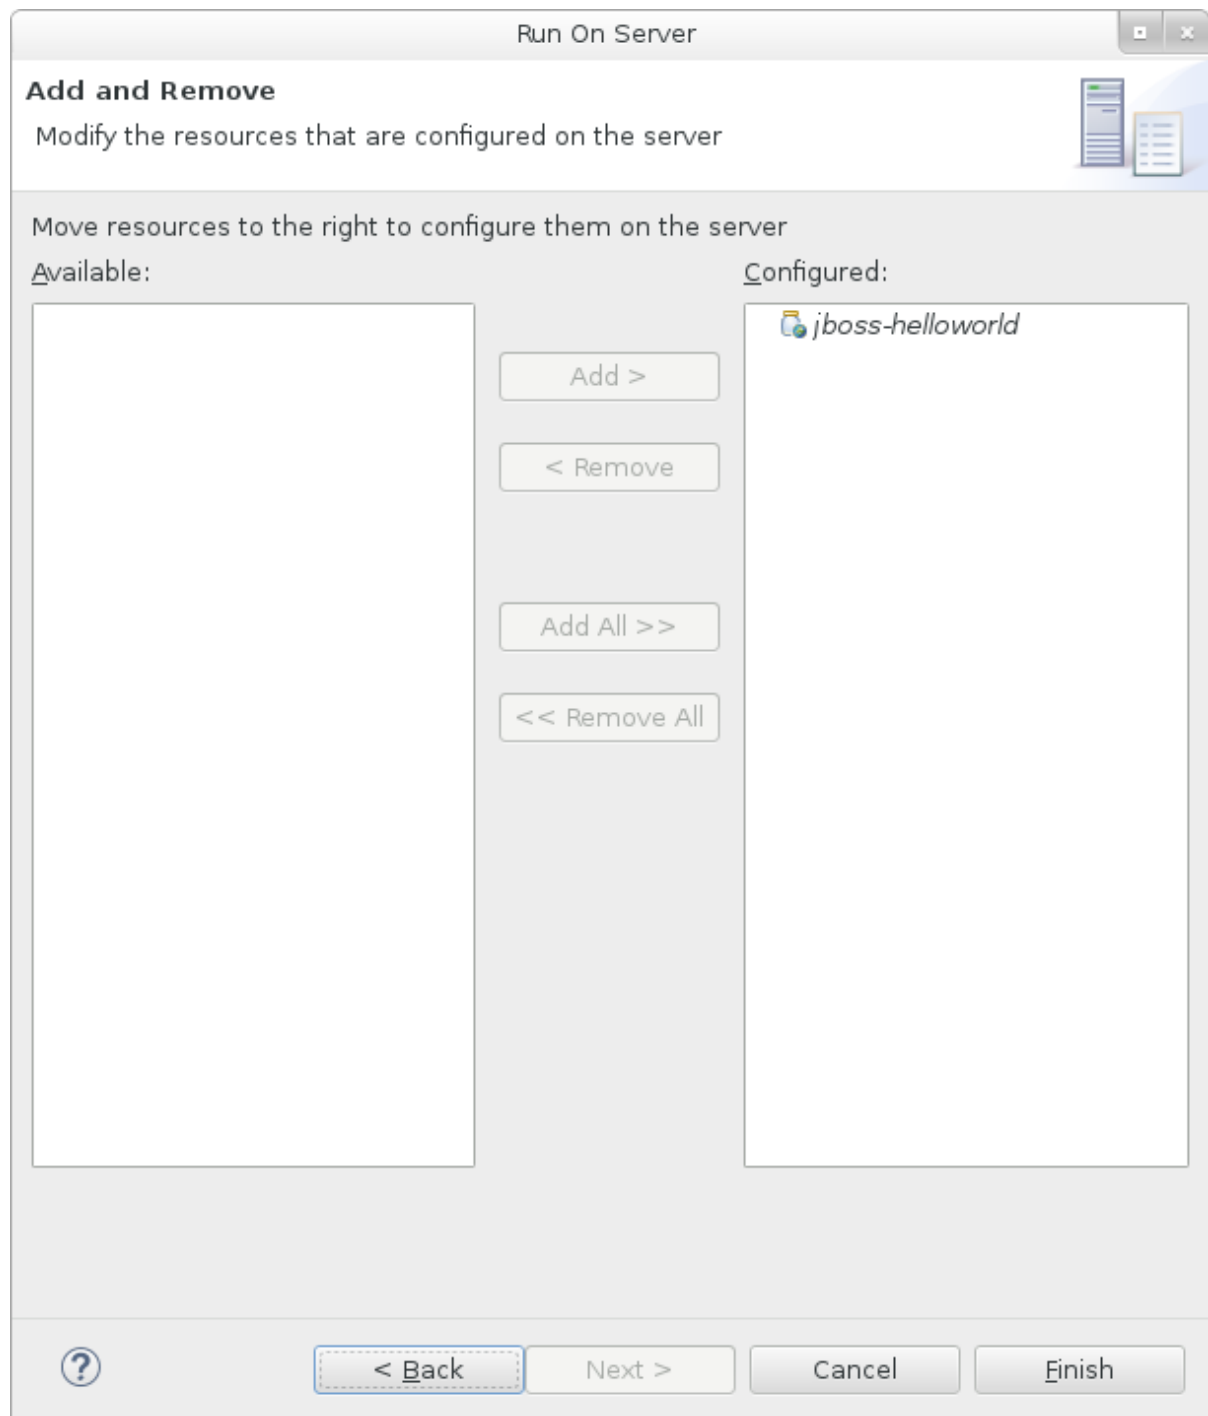 Run On Server
Add and Remove
Modify the resources that are configured on the server
Move resources to the right to configure them on the server
Available:
Configured:
jboss-helloworld
Add >
< Remove
Add All >>
<< Remove All
?
< Back
Next >
Cancel
Finish